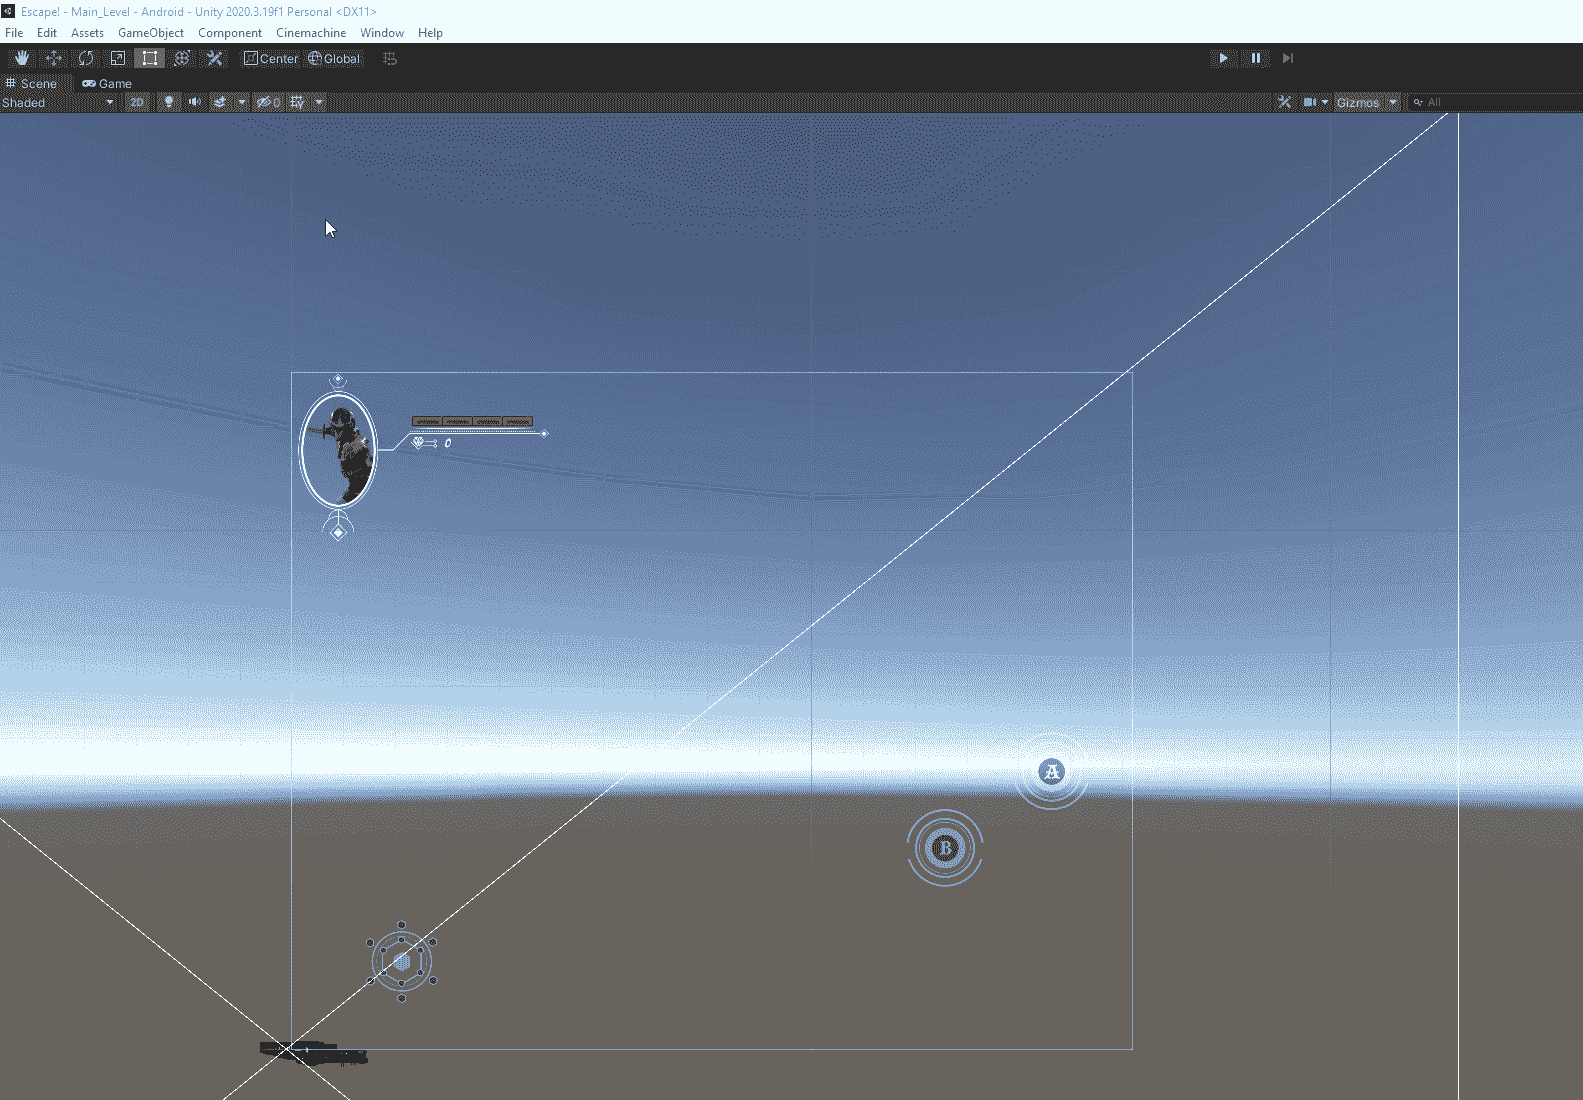 Escape! - Main_Level - Android - Unity 2020.3.19f1 Personal <DX11>
File Edit Assets GameObject Component Cinemachine Window Help
Center Global
Scene Game
Shaded 2D 0 Gizmos All
0
A
B